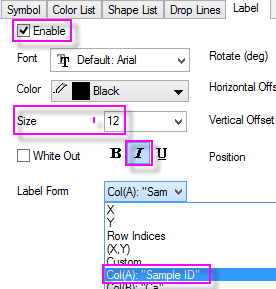 Symbol Color List Shape List Drop Lines Label
Enable
Font Default: Arial Rotate (deg)
Color Black Horizontal Offs
Size 12 Vertical Offset
White Out B I U Position
Label Form Col(A): "Sam
X
Y
Row Indices
(X,Y)
Custom
Col(A): "Sample ID"
Col(B): "Ca"